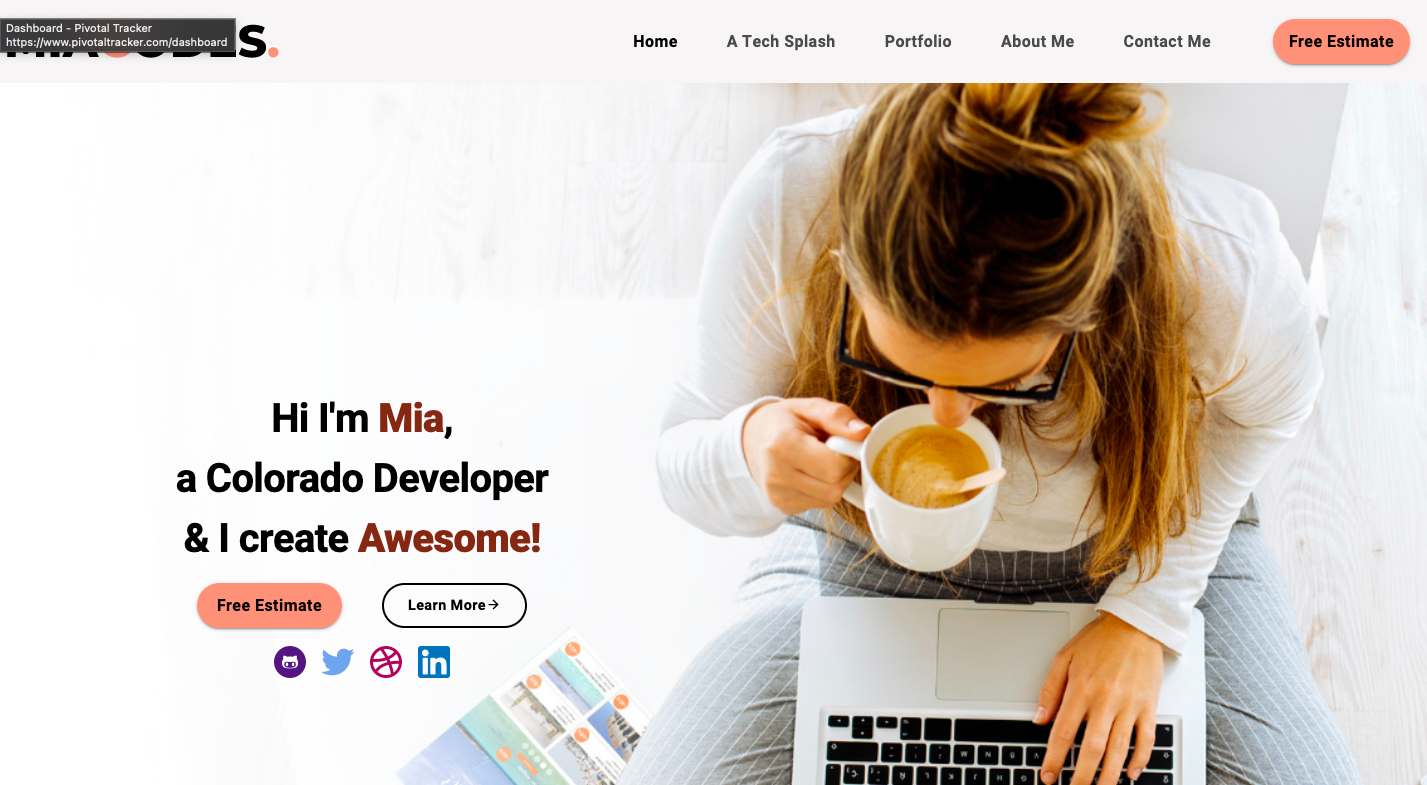 Dashboard - Pivotal Tracker
https://www.pivotaltracker.com/dashboard
Home
A Tech Splash
Portfolio
About Me
Contact Me
Free Estimate
Hi I'm Mia,
a Colorado Developer
& I create Awesome!
Free Estimate
Learn More→
in